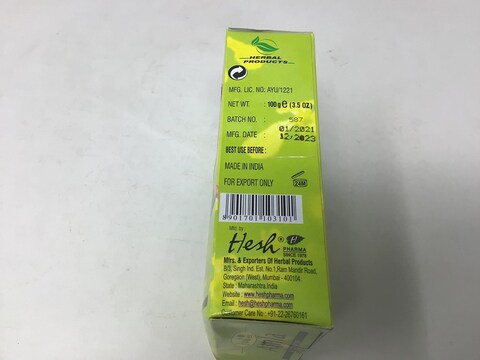 HERBAL
PRODUCTS
MFG. LIC. NO: AYU/1221
NET WT. : 100 g e (3.5 OZ)
BATCH NO. : 587
MFG. DATE : 01/2021
12/2023
BEST USE BEFORE :
MADE IN INDIA
FOR EXPORT ONLY 24M
8901701103101
Mfd. by
Hesh® H
PHARMA
SINCE 1976
Mfrs. & Exporters Of Herbal Products
B/3, Singh Ind. Est. No.1,Ram Mandir Road,
Goregaon (West), Mumbai - 400104.
State : Maharashtra.India
Website : www.heshpharma.com
Email : hesh@heshpharma.com
Customer Care No : +91-22-26760161